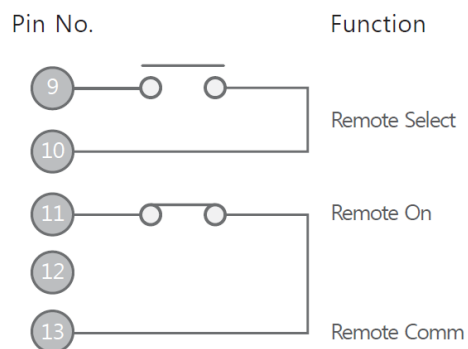 Pin No. Function
9
Remote Select
10
11 Remote On
12
13 Remote Comm